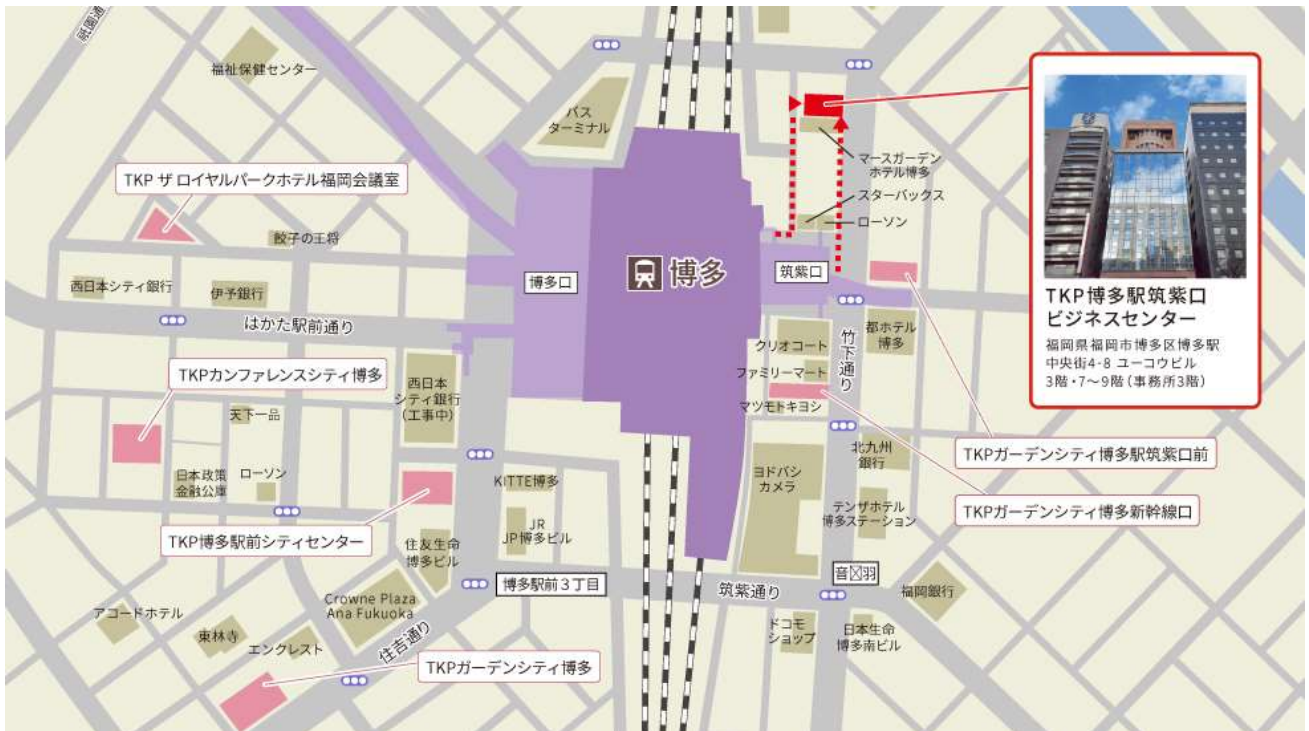 祇園通
福祉保健センター
バス
ターミナル
TKP ザ ロイヤルパークホテル福岡会議室
餃子の王将
西日本シティ銀行
伊予銀行
はかた駅前通り
博多口
博多
筑紫口
マースガーデン
ホテル博多
スターバックス
ローソン
TKP博多駅筑紫口
ビジネスセンター
福岡県福岡市博多区博多駅
中央街4-8 ユーコウビル
3階・7〜9階(事務所3階)
クリオコート
都ホテル
博多
竹下通り
ファミリーマート
マツモトキヨシ
TKPカンファレンスシティ博多
西日本
シティ銀行
(工事中)
天下一品
日本政策
金融公庫
ローソン
KITTE博多
ヨドバシ
カメラ
北九州
銀行
TKPガーデンシティ博多駅筑紫口前
TKPガーデンシティ博多新幹線口
テンザホテル
博多ステーション
TKP博多駅前シティセンター
住友生命
博多ビル
JR
JP博多ビル
博多駅前3丁目
筑紫通り
音☒羽
福岡銀行
Crowne Plaza
Ana Fukuoka
アコードホテル
東林寺
エンクレスト
住吉通り
TKPガーデンシティ博多
ドコモ
ショップ
日本生命
博多南ビル